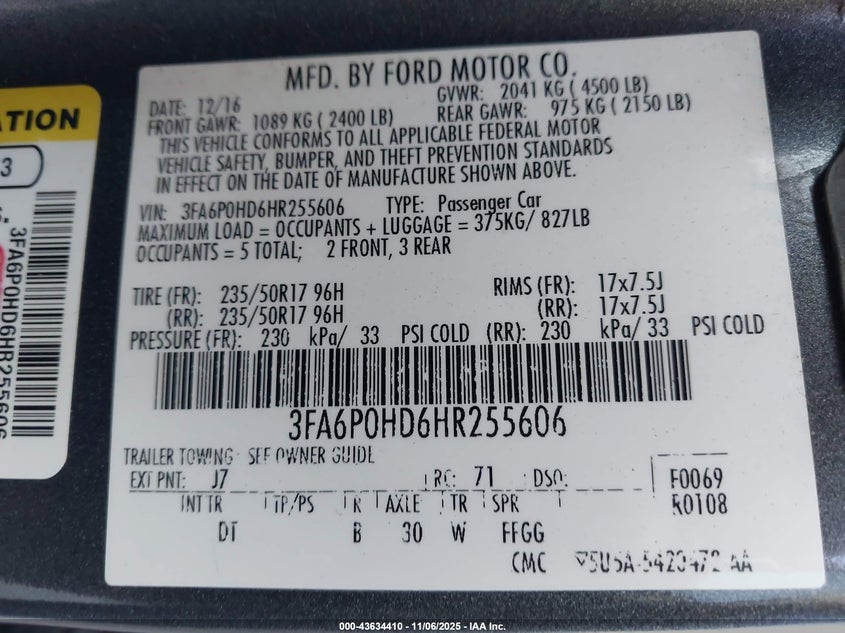 MFD. BY FORD MOTOR CO.
DATE: 12/16 GVWR: 2041 KG ( 4500 LB)
FRONT GAWR: 1089 KG ( 2400 LB) REAR GAWR: 975 KG ( 2150 LB)
THIS VEHICLE CONFORMS TO ALL APPLICABLE FEDERAL MOTOR
VEHICLE SAFETY, BUMPER, AND THEFT PREVENTION STANDARDS
IN EFFECT ON THE DATE OF MANUFACTURE SHOWN ABOVE.
VIN: 3FA6P0HD6HR255606 TYPE: Passenger Car
MAXIMUM LOAD = OCCUPANTS + LUGGAGE = 375KG/ 827LB
OCCUPANTS = 5 TOTAL; 2 FRONT, 3 REAR
TIRE (FR): 235/50R17 96H RIMS (FR): 17x7.5J
(RR): 235/50R17 96H (RR): 17x7.5J
PRESSURE (FR): 230 kPa/ 33 PSI COLD (RR): 230 kPa/ 33 PSI COLD
3FA6P0HD6HR255606
TRAILER TOWING: SEE OWNER GUIDE
EXT PNT: J7 RC: 71 DSO: F0069
INT TR TP/PS R AXLE TR SPR R0108
DT B 30 W FFGG
CMC
ATION
3
3FA6P0HD6HR255606
000-43634410 - 11/06/2025 - IAA Inc.